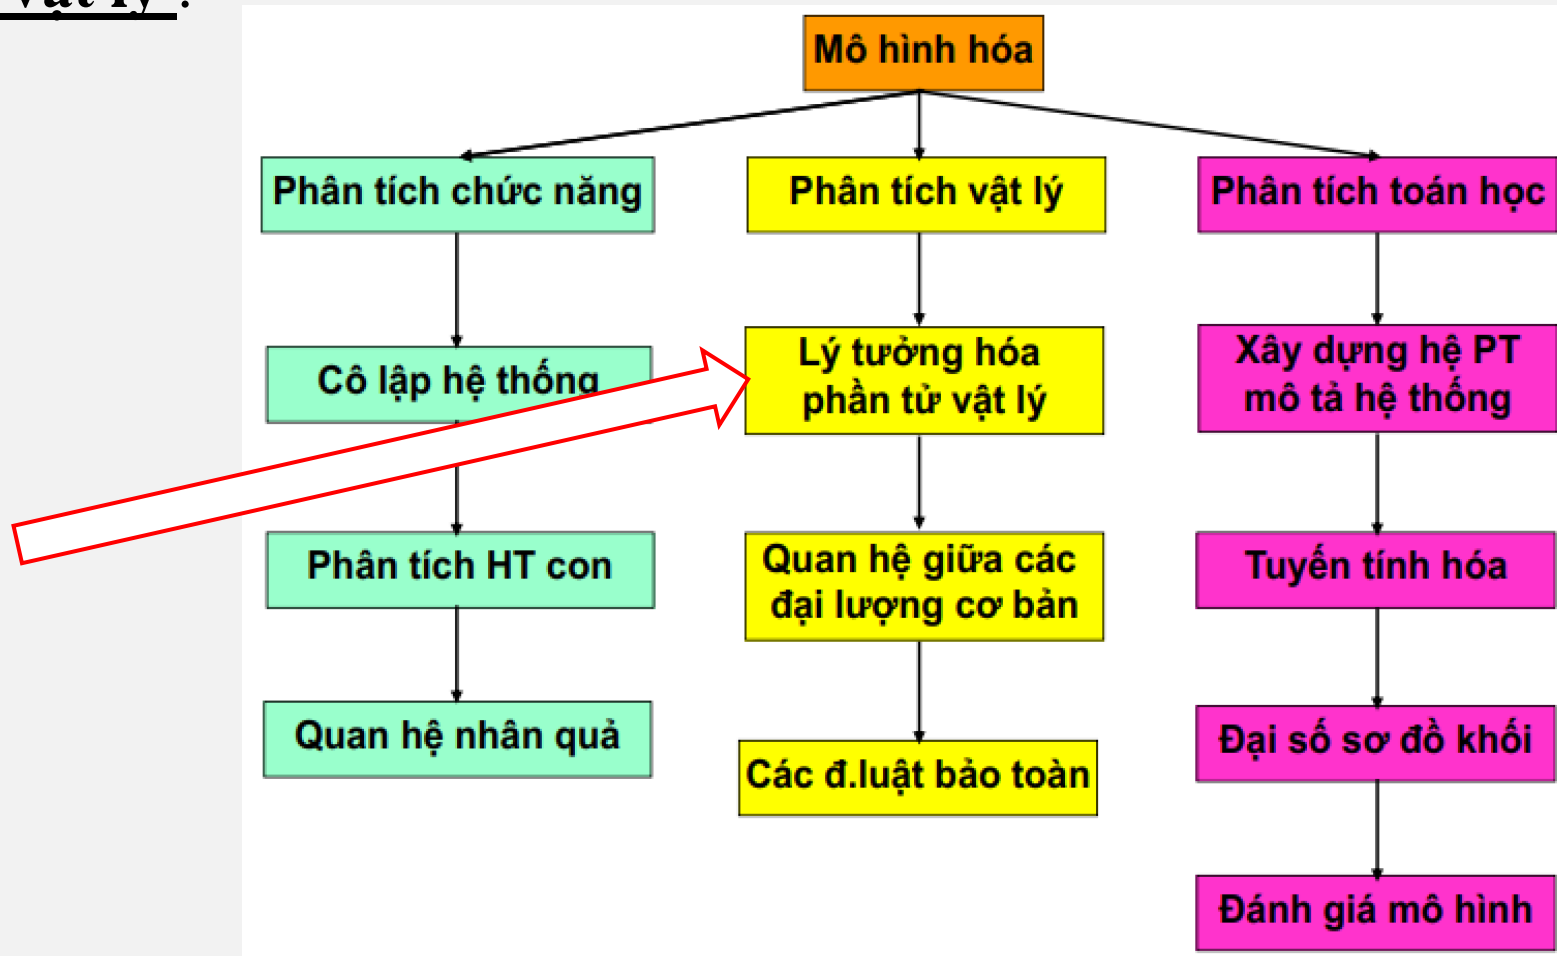 vật lý :
Mô hình hóa
Phân tích chức năng
Cô lập hệ thống
Phân tích HT con
Quan hệ nhân quả
Phân tích vật lý
Lý tưởng hóa
phần tử vật lý
Quan hệ giữa các
đại lượng cơ bản
Các đ.luật bảo toàn
Phân tích toán học
Xây dựng hệ PT
mô tả hệ thống
Tuyến tính hóa
Đại số sơ đồ khối
Đánh giá mô hình